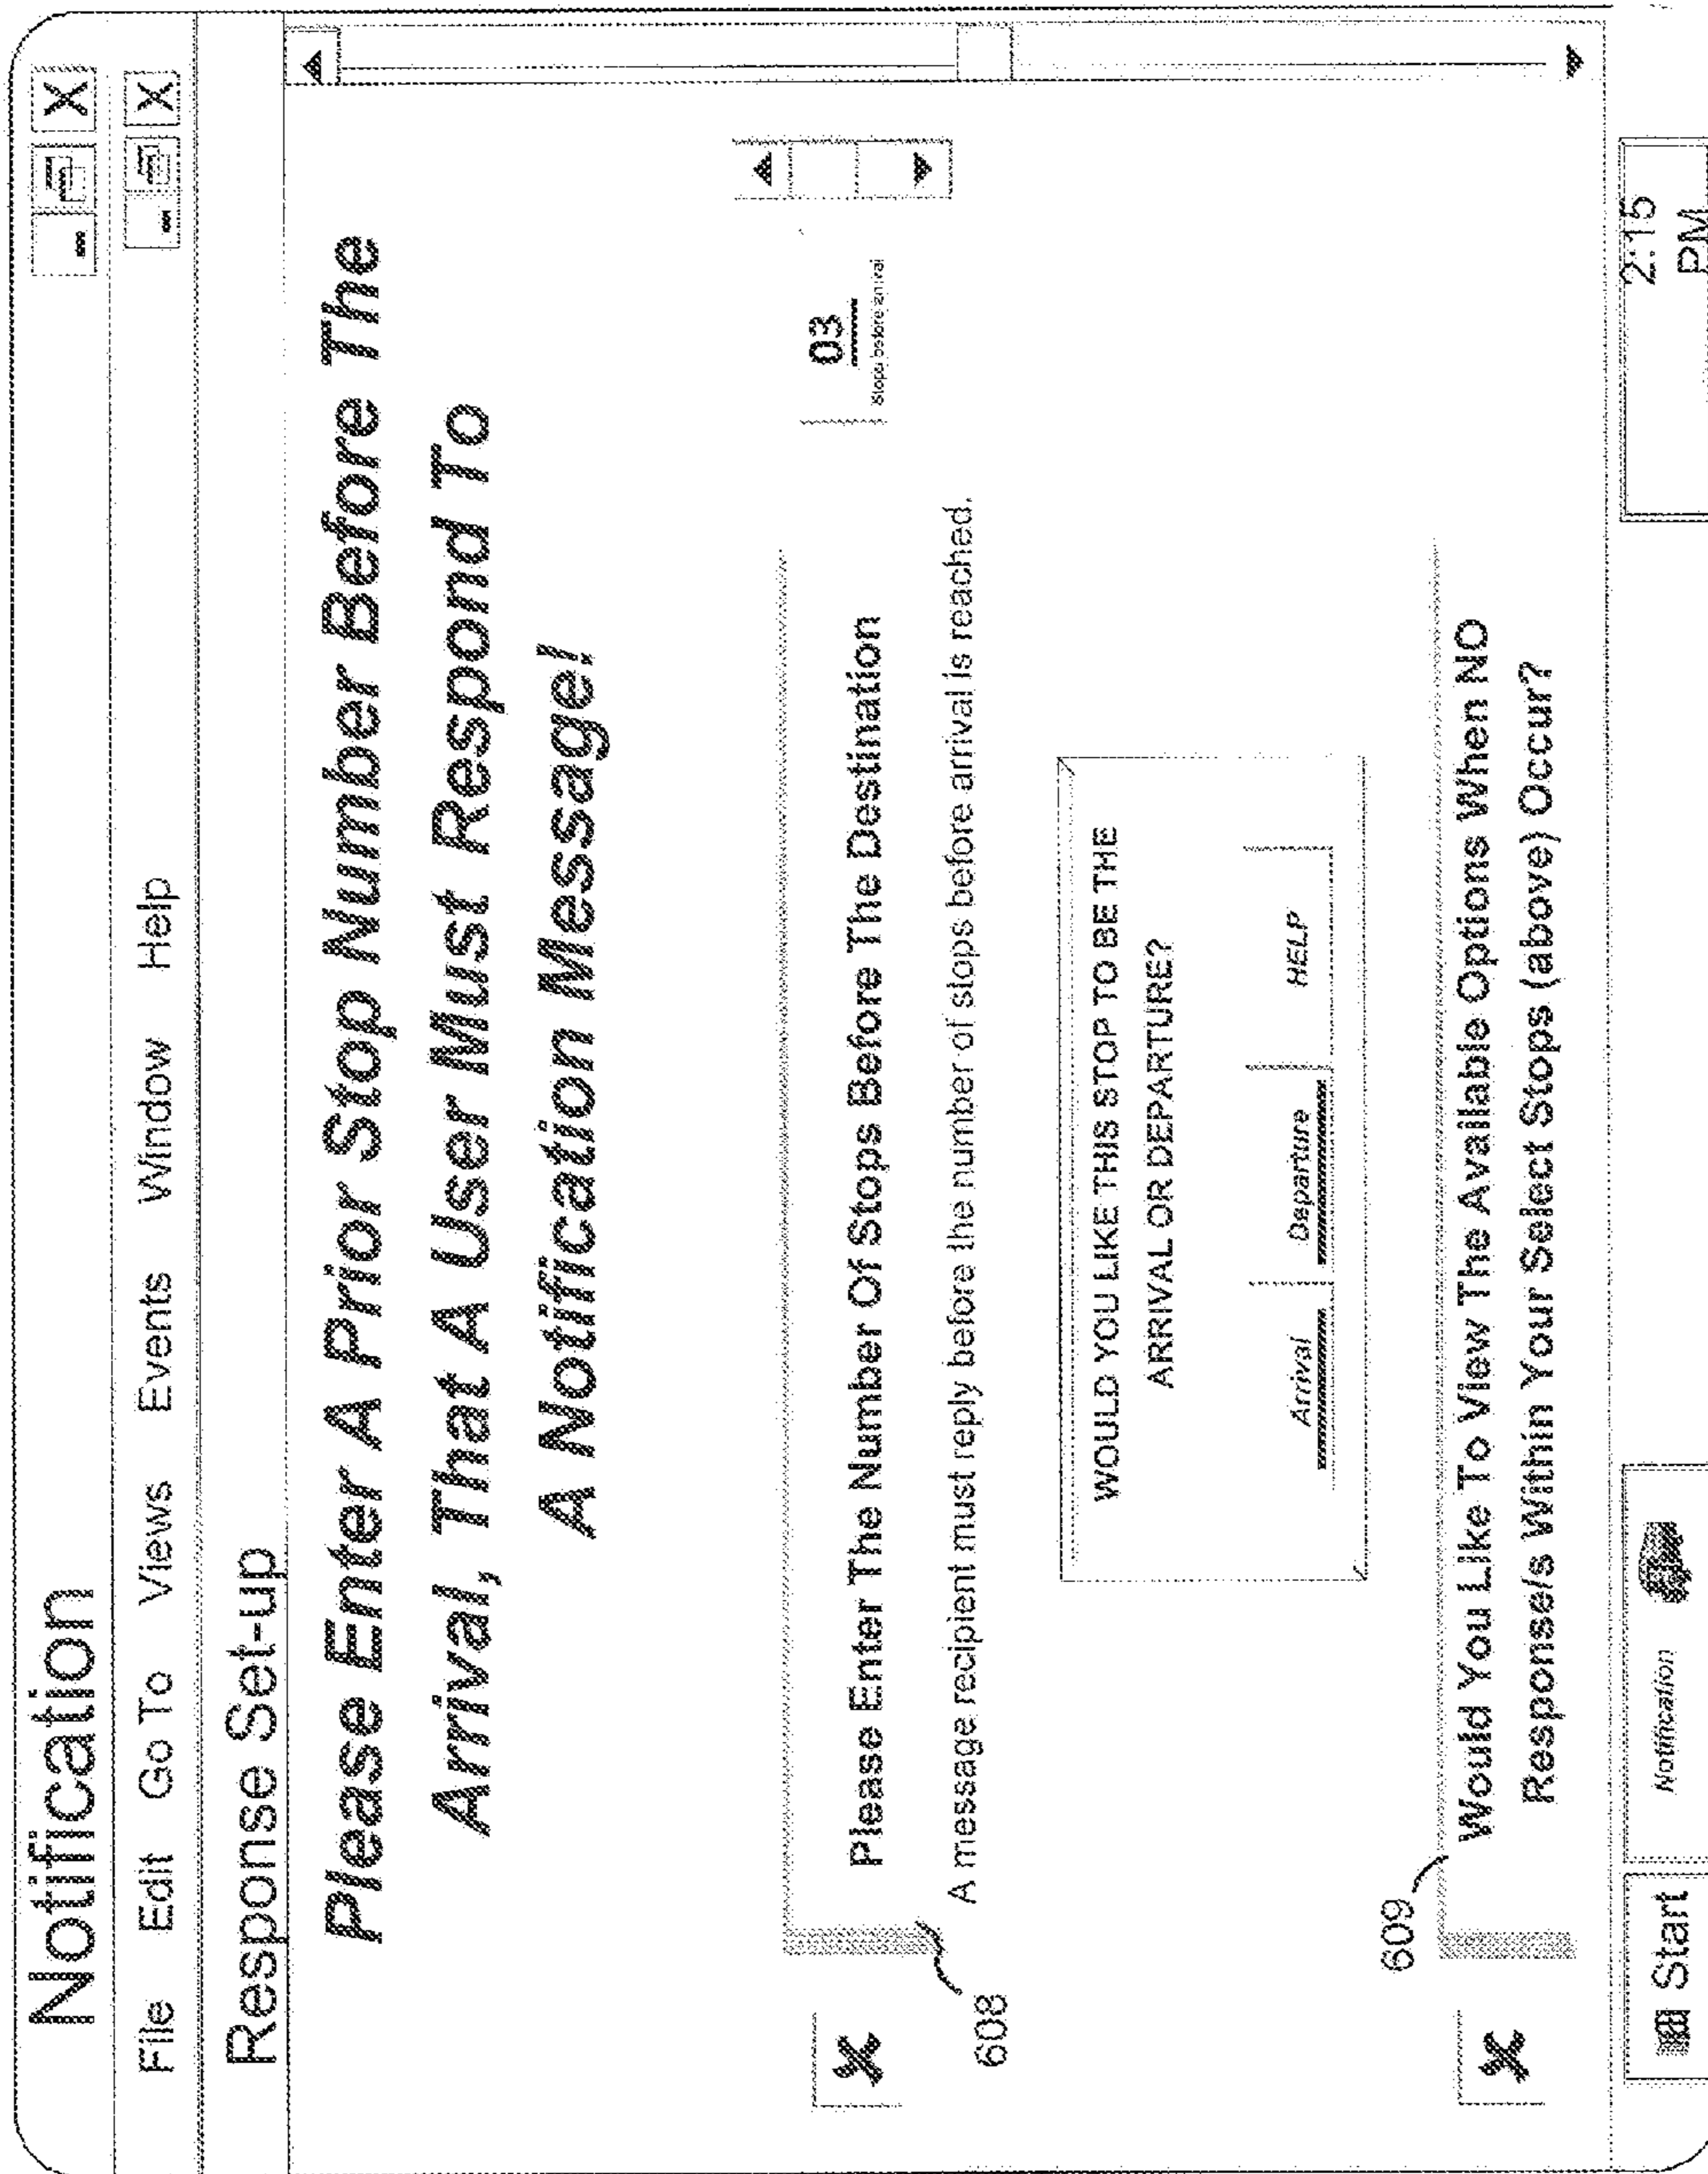 Notification
File Edit Go To Views Events Window Help
Response Set-up
Please Enter A Prior Stop Number Before The
Arrival, That A User Must Respond To
A Notification Message!
Please Enter The Number Of Stops Before The Destination
03
Stops before arrival
A message recipient must reply before the number of stops before arrival is reached.
608
WOULD YOU LIKE THIS STOP TO BE THE
ARRIVAL OR DEPARTURE?
Arrival Departure HELP
609
Would You Like To View The Available Options When NO
Response/s Within Your Select Stops (above) Occur?
Start Notification 2:15
PM